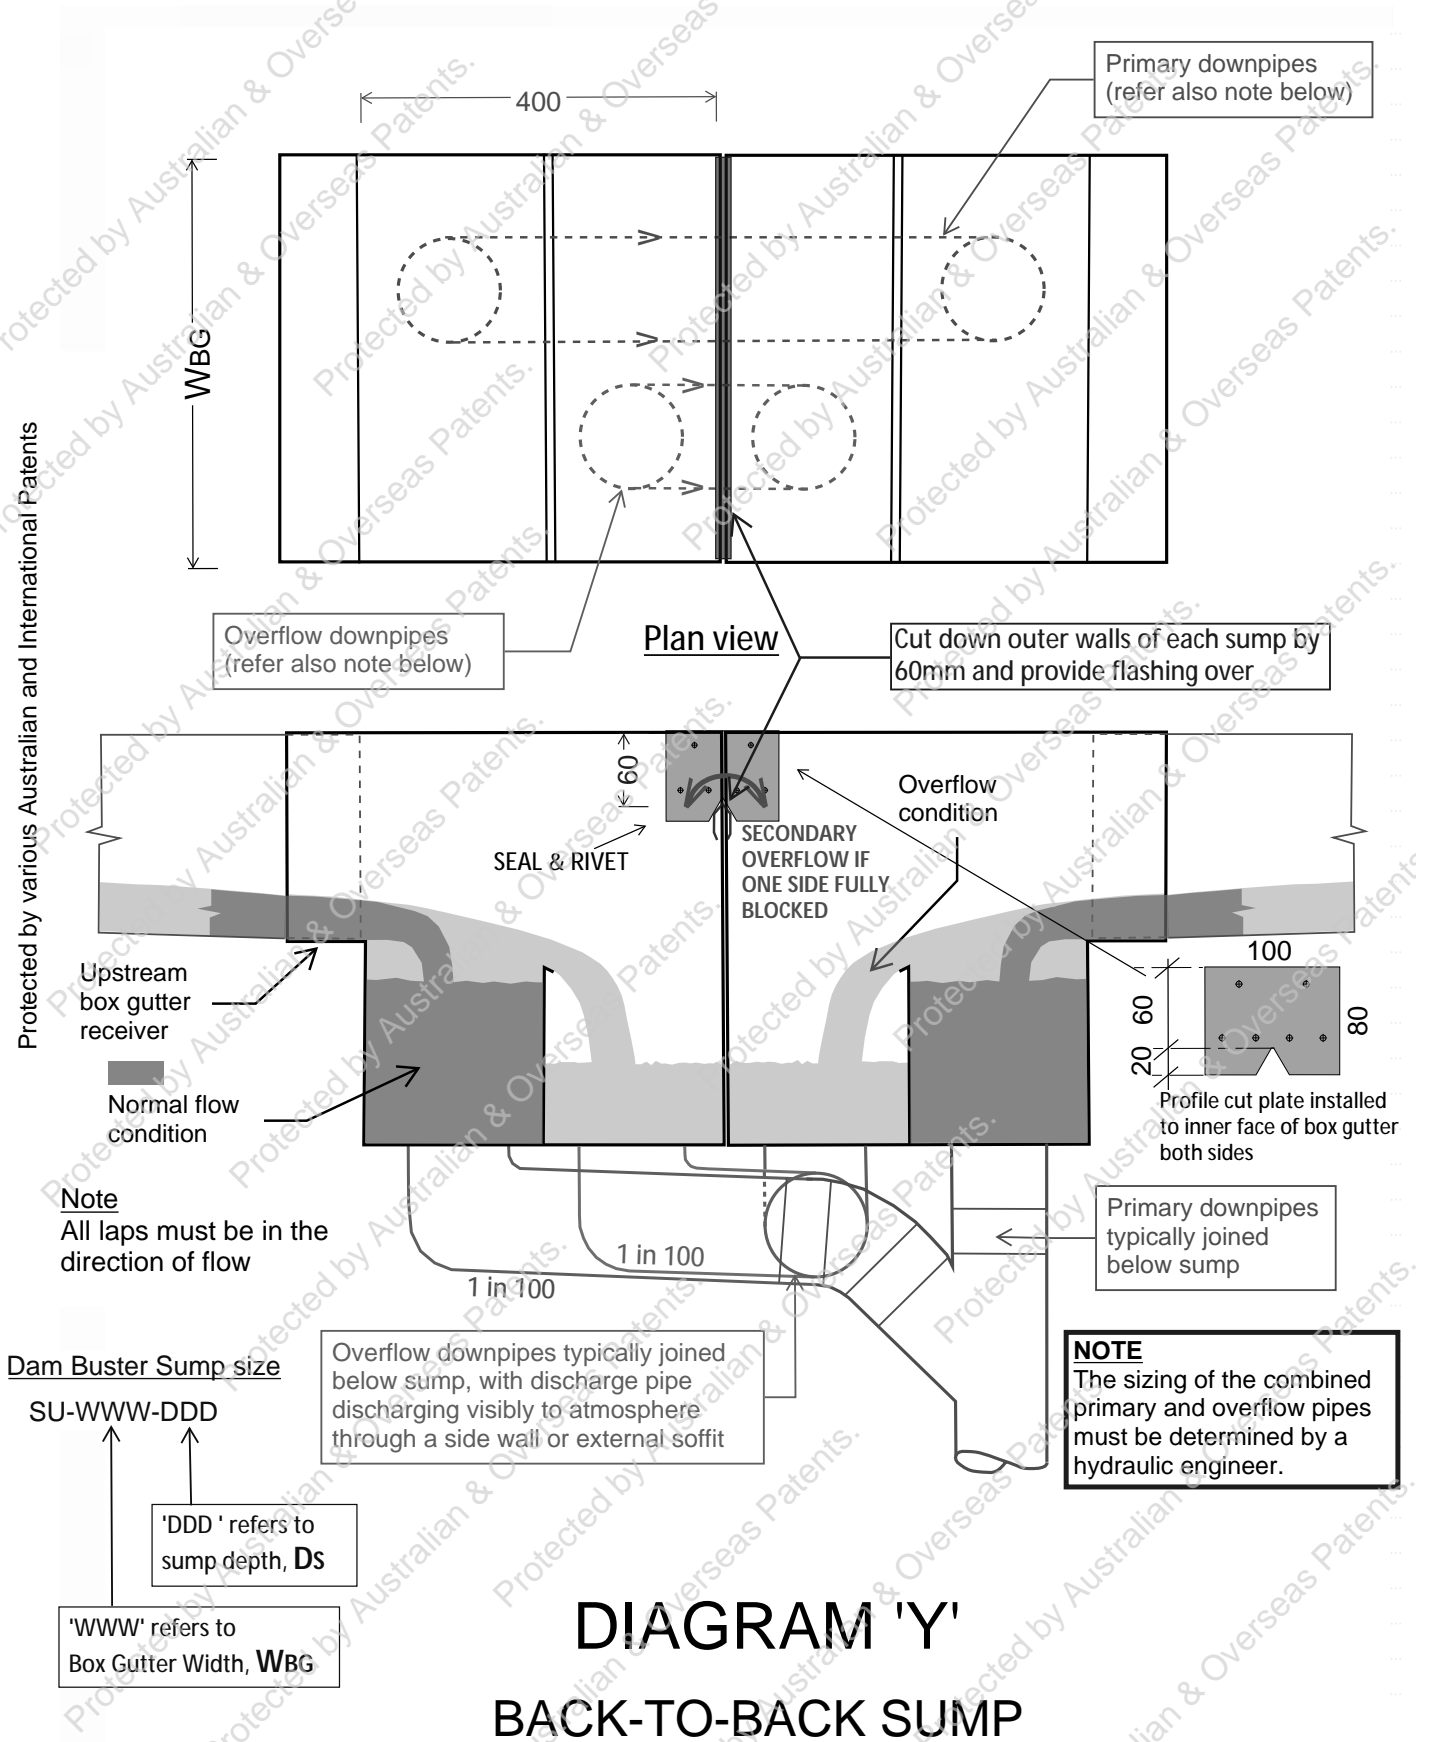 Primary downpipes
(refer also note below)
400
WBG
Protected by various Australian and International Patents
Overflow downpipes
(refer also note below)
Plan view
Cut down outer walls of each sump by
60mm and provide flashing over
60
Overflow
condition
SEAL & RIVET
SECONDARY
OVERFLOW IF
ONE SIDE FULLY
BLOCKED
Upstream
box gutter
receiver
Normal flow
condition
100
60
20
80
Profile cut plate installed
to inner face of box gutter
both sides
Note
All laps must be in the
direction of flow
1 in 100
1 in 100
Primary downpipes
typically joined
below sump
Overflow downpipes typically joined
below sump, with discharge pipe
discharging visibly to atmosphere
through a side wall or external soffit
NOTE
The sizing of the combined
primary and overflow pipes
must be determined by a
hydraulic engineer.
Dam Buster Sump size
SU-WWW-DDD
'DDD ' refers to
sump depth, DS
'WWW' refers to
Box Gutter Width, WBG
DIAGRAM 'Y'
BACK-TO-BACK SUMP
Protected by Australian & Overseas Patents.